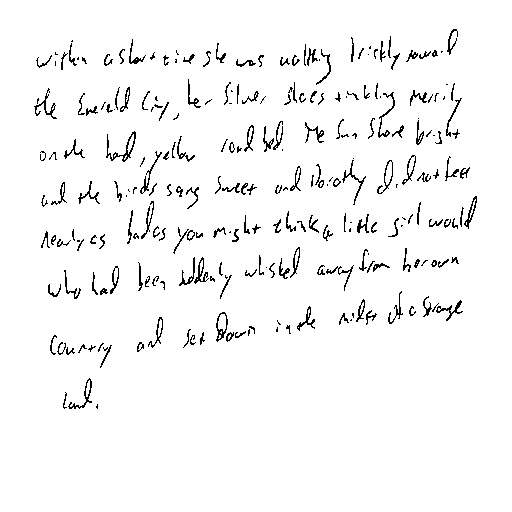 within a short time she was walking briskly toward
the Emerald City, her Silver Shoes tinkling merrily
on the hard, yellow roadbed. The Sun Shone bright
and the birds sang Sweet and Dorothy did not feel
nearly as bad as you might think a little girl would
who had been suddenly whisked away from her own
Country and set Down in the midst of a Strange
land.